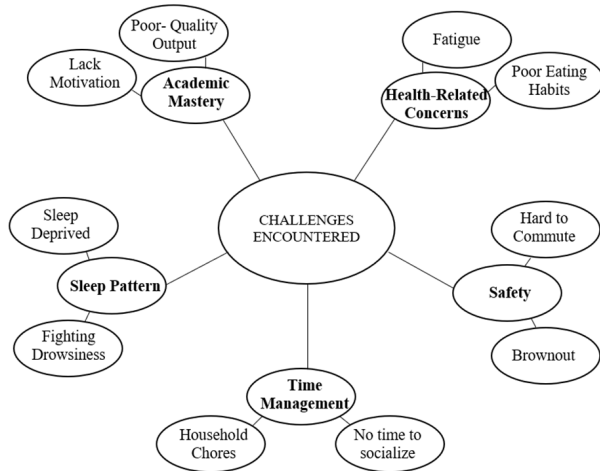 Poor- Quality
Output
Lack
Motivation
Academic
Mastery
Fatigue
Poor Eating
Habits
Health-Related
Concerns
CHALLENGES
ENCOUNTERED
Sleep
Deprived
Sleep Pattern
Fighting
Drowsiness
Hard to
Commute
Safety
Brownout
Time
Management
Household
Chores
No time to
socialize